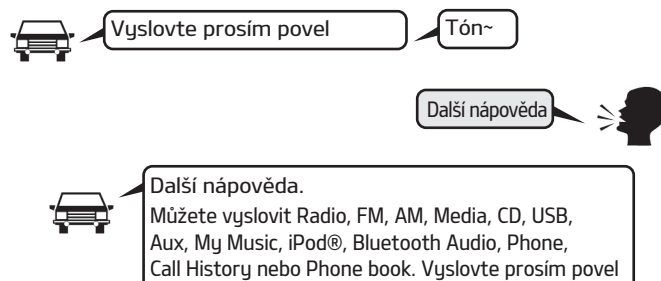 Vyslovte prosím povel
Tón~
Další nápověda
Další nápověda.
Můžete vyslovit Radio, FM, AM, Media, CD, USB,
Aux, My Music, iPod®, Bluetooth Audio, Phone,
Call History nebo Phone book. Vyslovte prosím povel